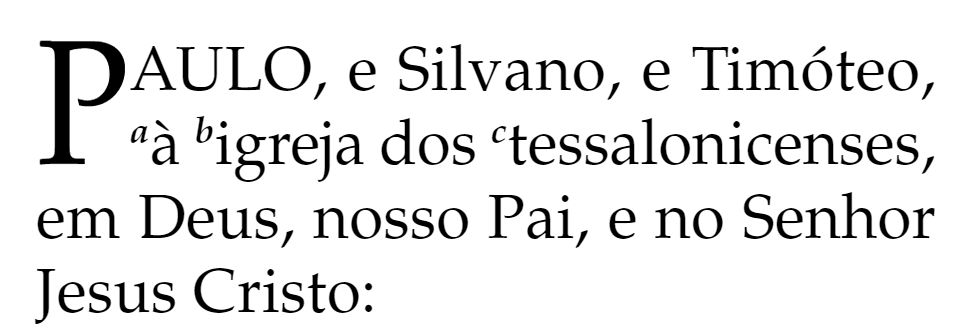 PAULO, e Silvano, e Timóteo,
ᵃà ᵇigreja dos ᶜtessalonicenses,
em Deus, nosso Pai, e no Senhor
Jesus Cristo: